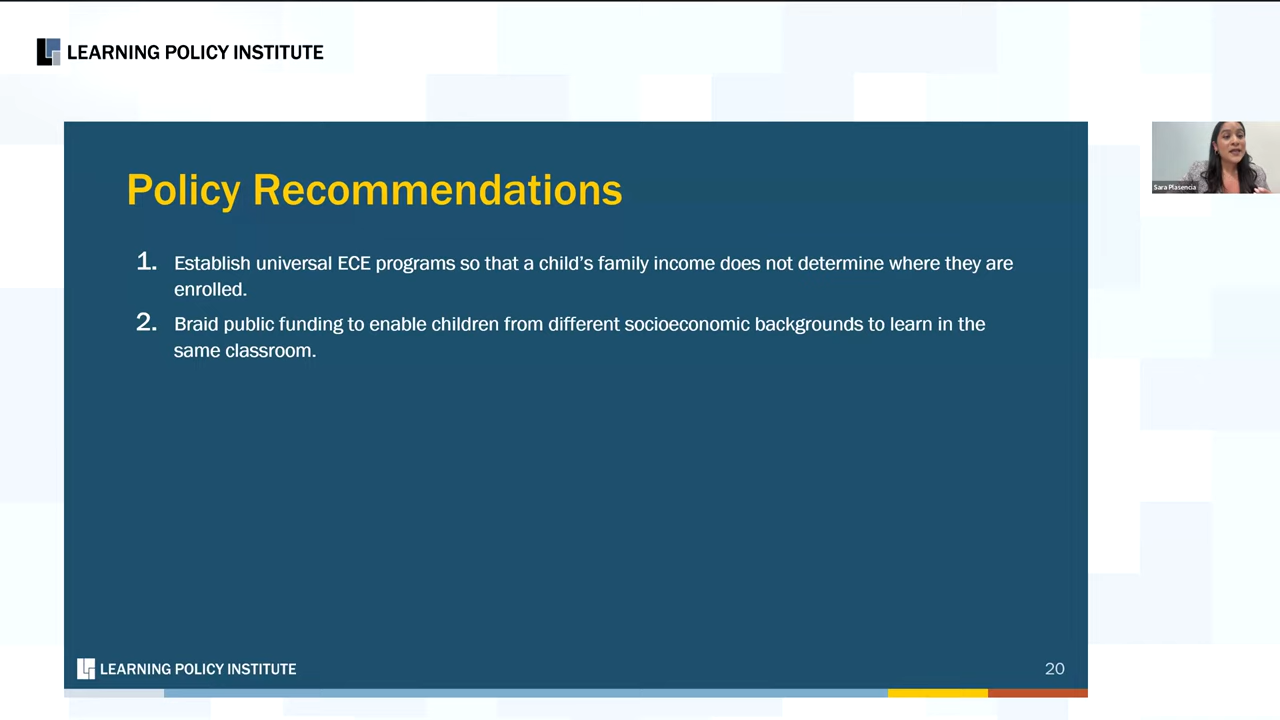 LEARNING POLICY INSTITUTE
Policy Recommendations
1. Establish universal ECE programs so that a child's family income does not determine where they are
enrolled.
2. Braid public funding to enable children from different socioeconomic backgrounds to learn in the
same classroom.
Sara Plasencia
LEARNING POLICY INSTITUTE
20